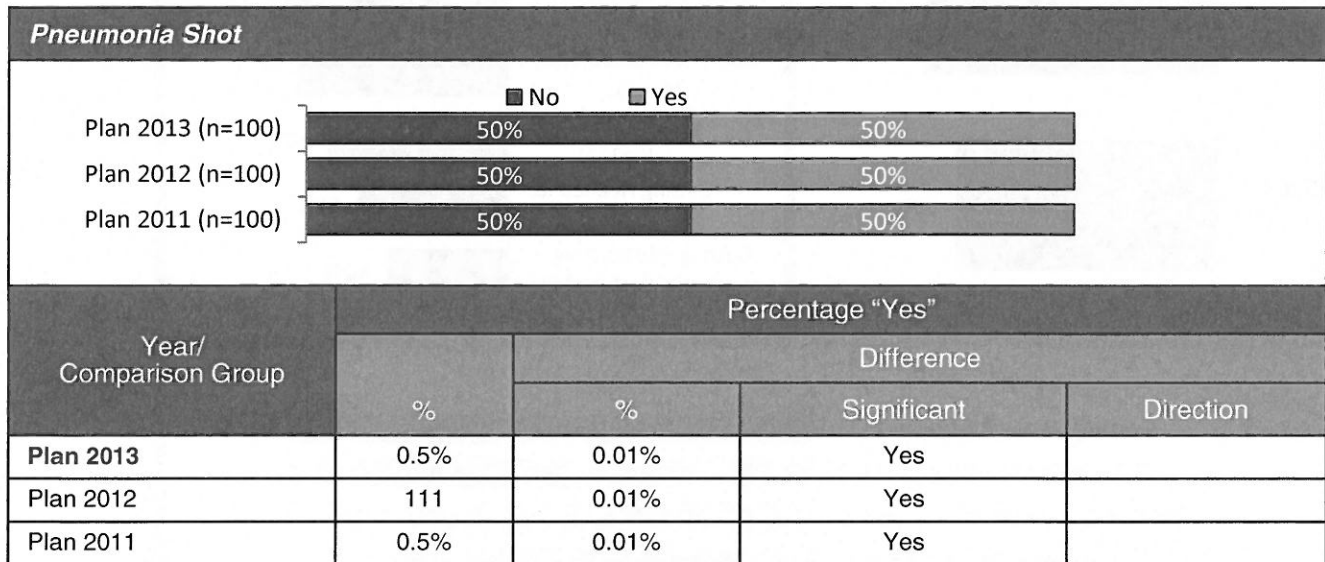 Pneumonia Shot
No Yes
Plan 2013 (n=100) 50% 50%
Plan 2012 (n=100) 50% 50%
Plan 2011 (n=100) 50% 50%
Year/
Comparison Group
Percentage “Yes”
Difference
% % Significant Direction
Plan 2013 0.5% 0.01% Yes
Plan 2012 111 0.01% Yes
Plan 2011 0.5% 0.01% Yes